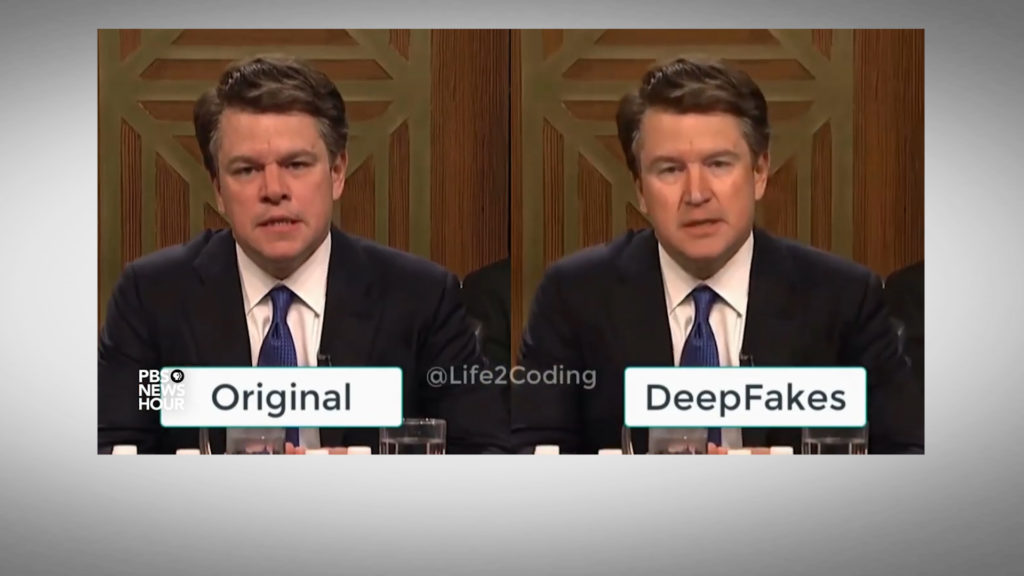 PBS
NEWS
HOUR
Original
@Life2Coding
DeepFakes